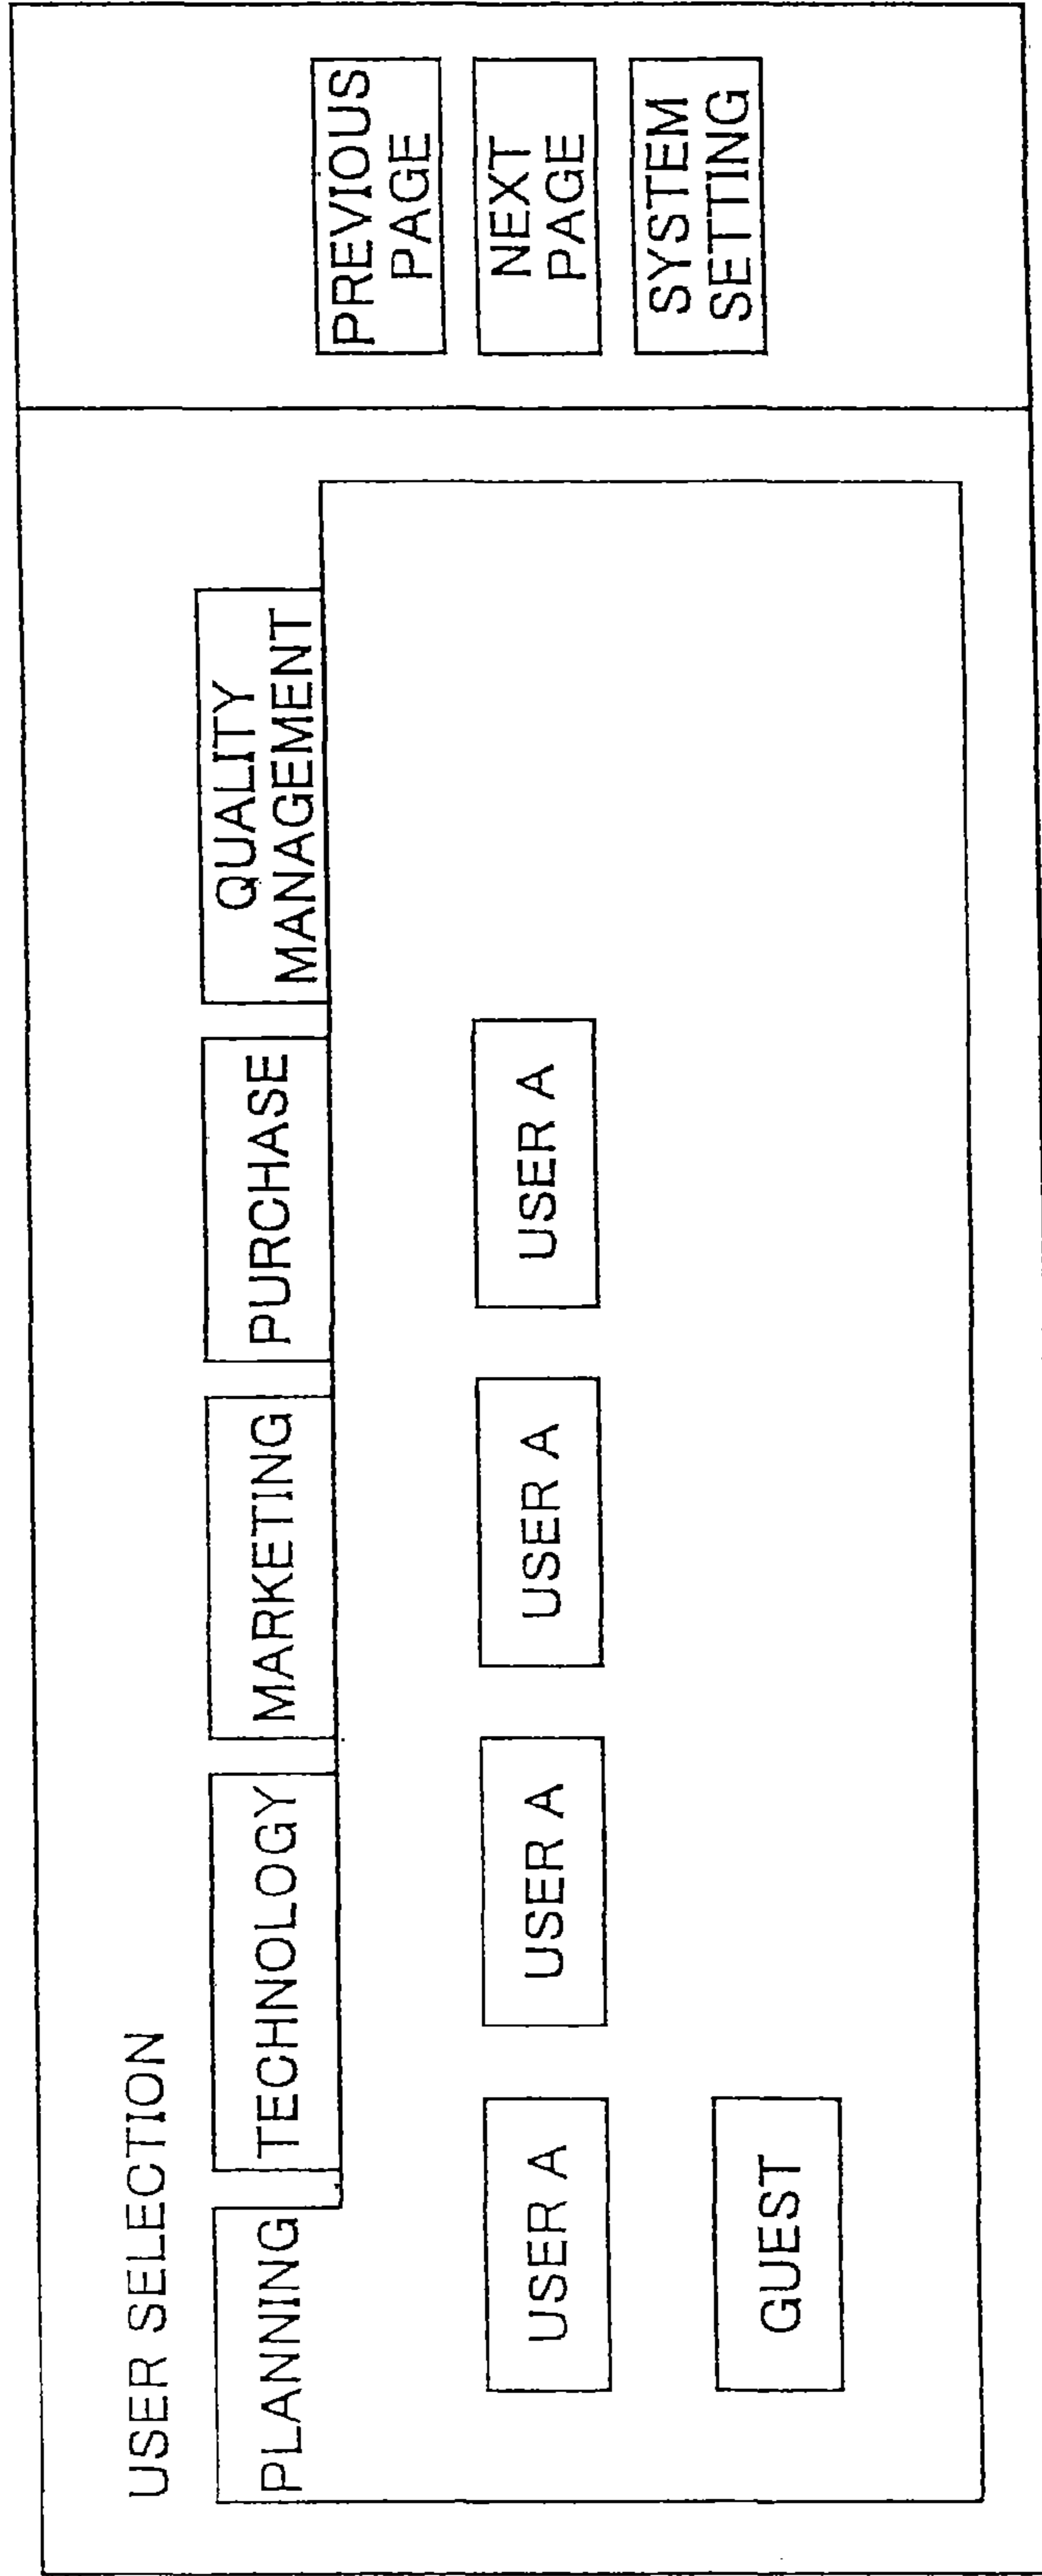 USER SELECTION
PLANNING
TECHNOLOGY
MARKETING
PURCHASE
QUALITY
MANAGEMENT
USER A
USER A
USER A
USER A
GUEST
PREVIOUS
PAGE
NEXT
PAGE
SYSTEM
SETTING